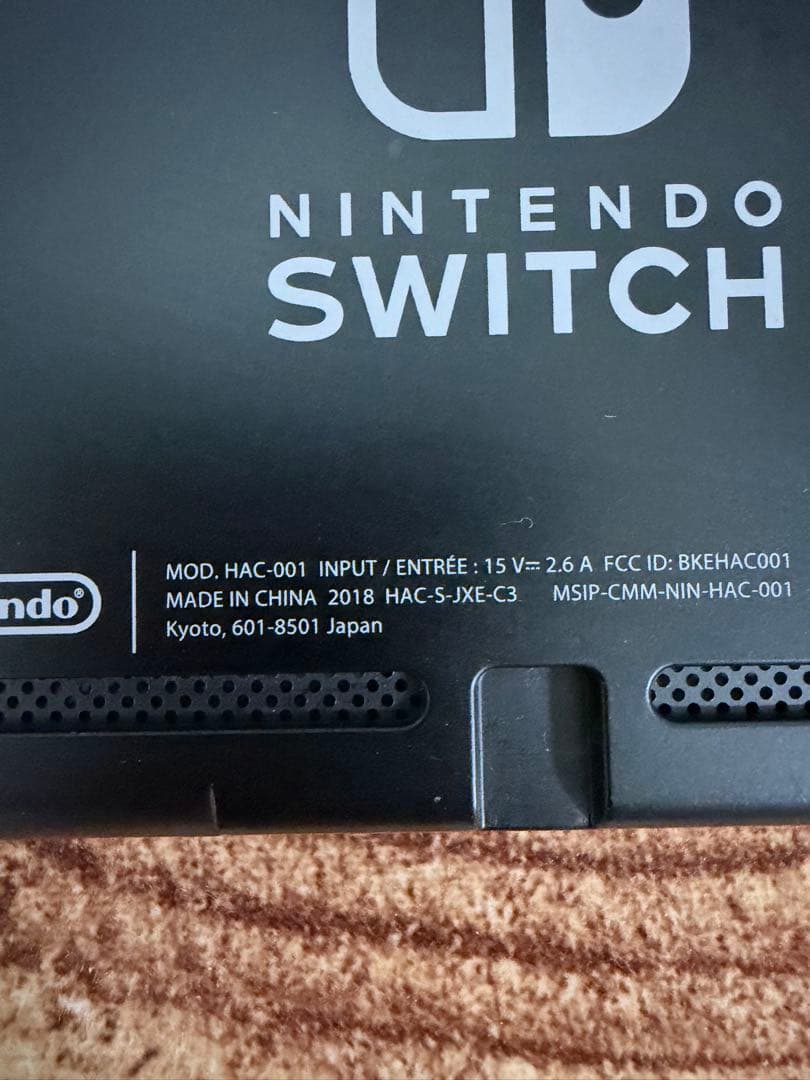 NINTENDO
SWITCH
ndo®
MOD. HAC-001 INPUT / ENTRÉE : 15 V⎓ 2.6 A FCC ID: BKEHAC001
MADE IN CHINA 2018 HAC-S-JXE-C3 MSIP-CMM-NIN-HAC-001
Kyoto, 601-8501 Japan